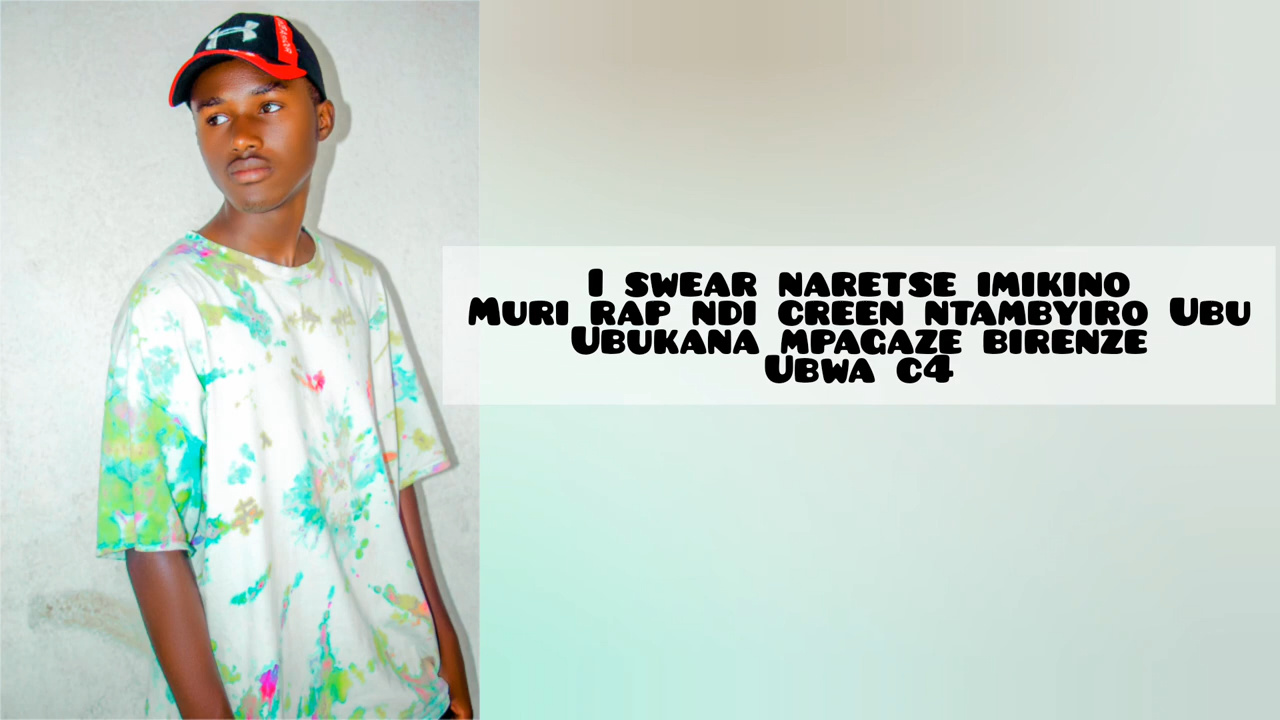 I swear naretse imikino
Muri rap ndi creen ntambyiro Ubu
Ubukana mpagaze birenze
Ubwa c4